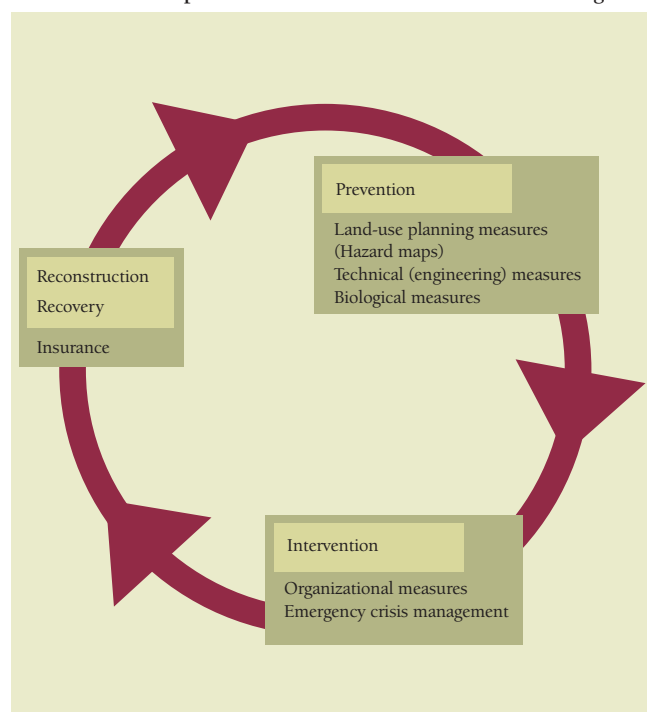 Prevention
Land-use planning measures
(Hazard maps)
Technical (engineering) measures
Biological measures
Reconstruction
Recovery
Insurance
Intervention
Organizational measures
Emergency crisis management